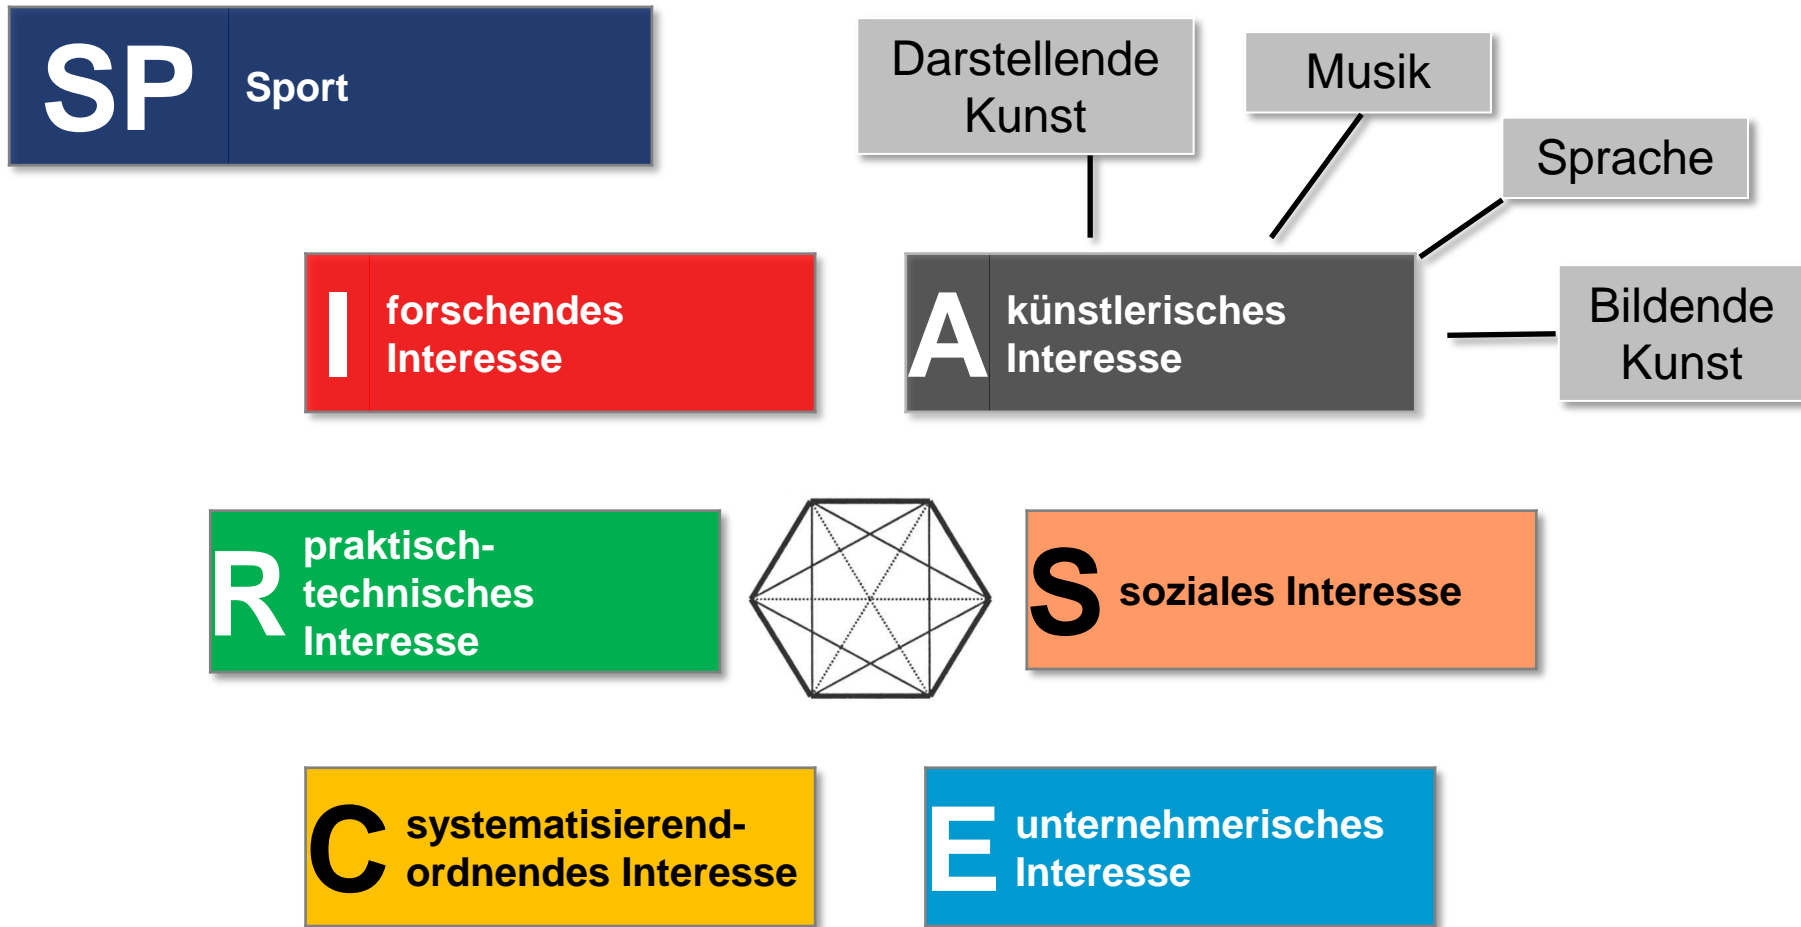 SP
Sport
Darstellende
Kunst
Musik
Sprache
I
forschendes
Interesse
A
künstlerisches
Interesse
Bildende
Kunst
R
praktisch-
technisches
Interesse
S
soziales Interesse
C
systematisierend-
ordnendes Interesse
E
unternehmerisches
Interesse